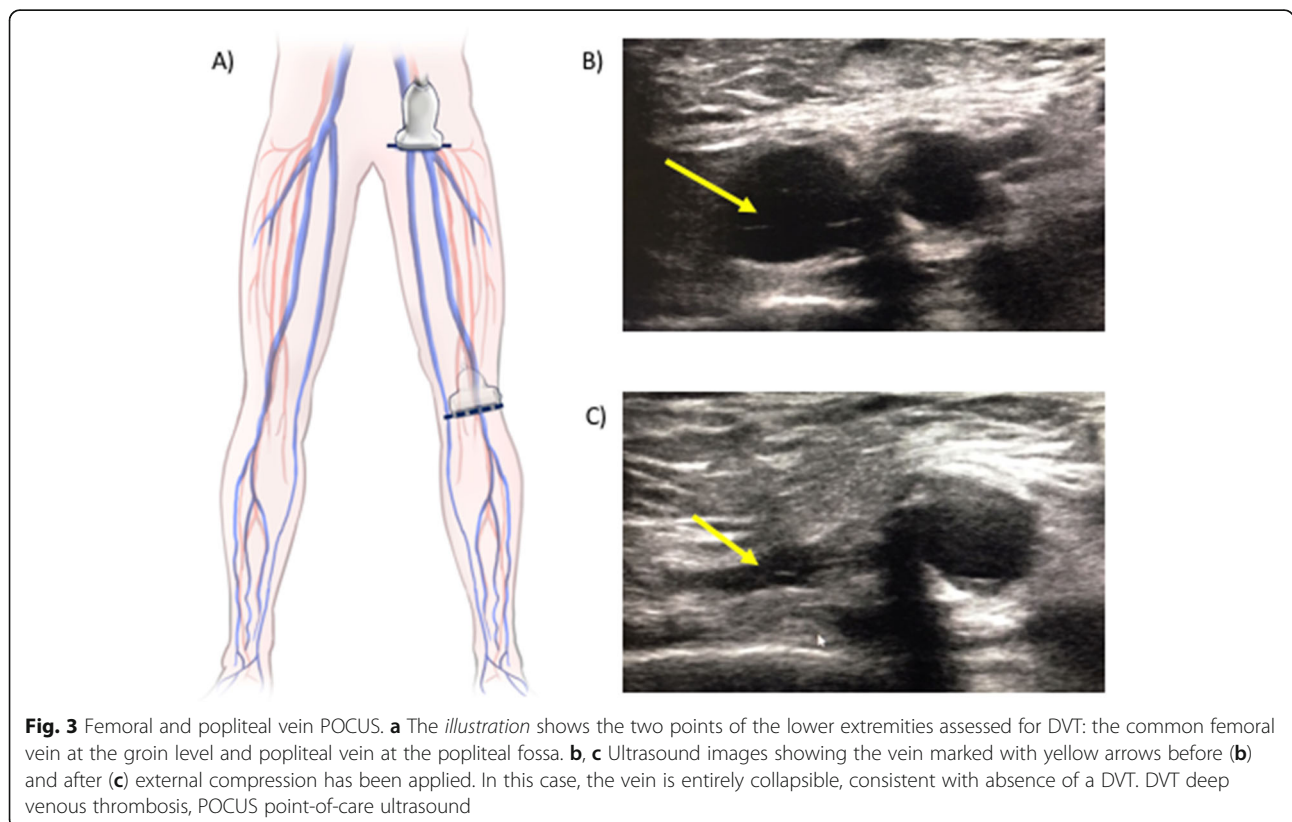 A)
B)
C)
Fig. 3 Femoral and popliteal vein POCUS. a The illustration shows the two points of the lower extremities assessed for DVT: the common femoral
vein at the groin level and popliteal vein at the popliteal fossa. b, c Ultrasound images showing the vein marked with yellow arrows before (b)
and after (c) external compression has been applied. In this case, the vein is entirely collapsible, consistent with absence of a DVT. DVT deep
venous thrombosis, POCUS point-of-care ultrasound